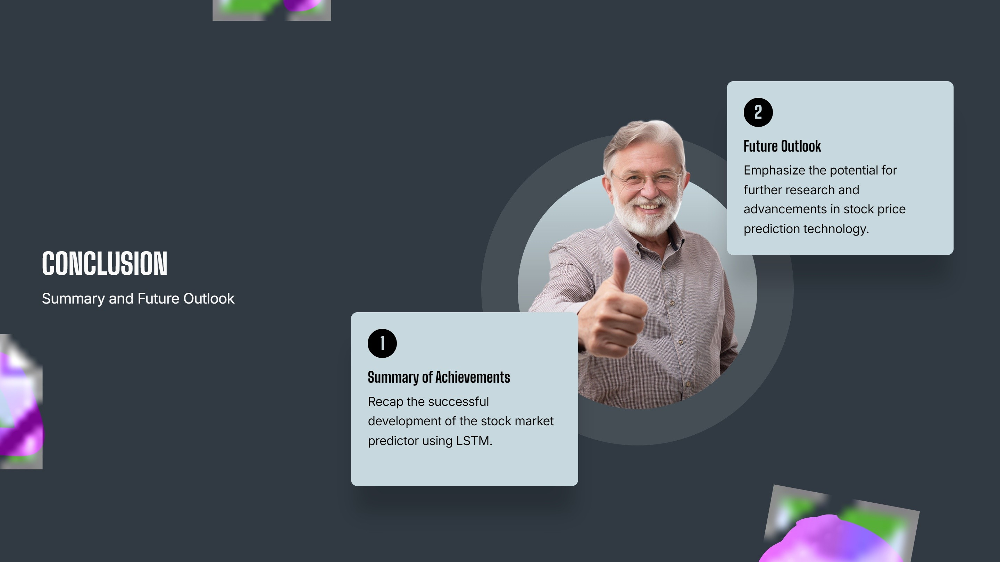 CONCLUSION
Summary and Future Outlook
1
Summary of Achievements
Recap the successful
development of the stock market
predictor using LSTM.
2
Future Outlook
Emphasize the potential for
further research and
advancements in stock price
prediction technology.